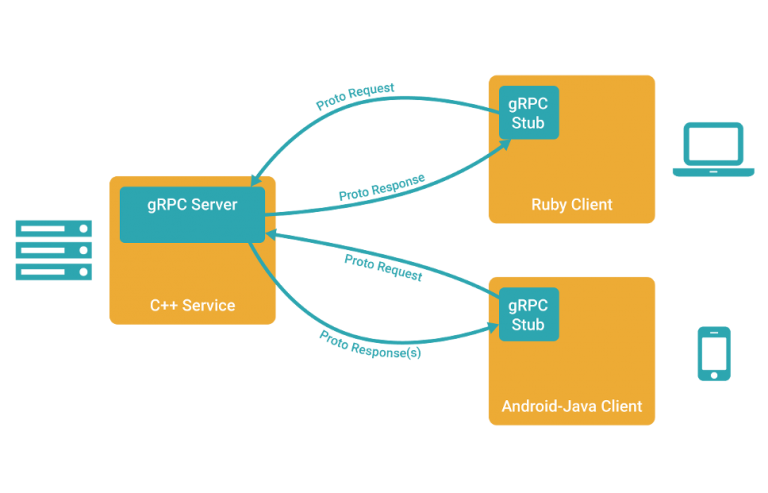 Proto Request
gRPC
Stub
Proto Response
Ruby Client
gRPC Server
C++ Service
Proto Request
gRPC
Stub
Proto Response(s)
Android-Java Client